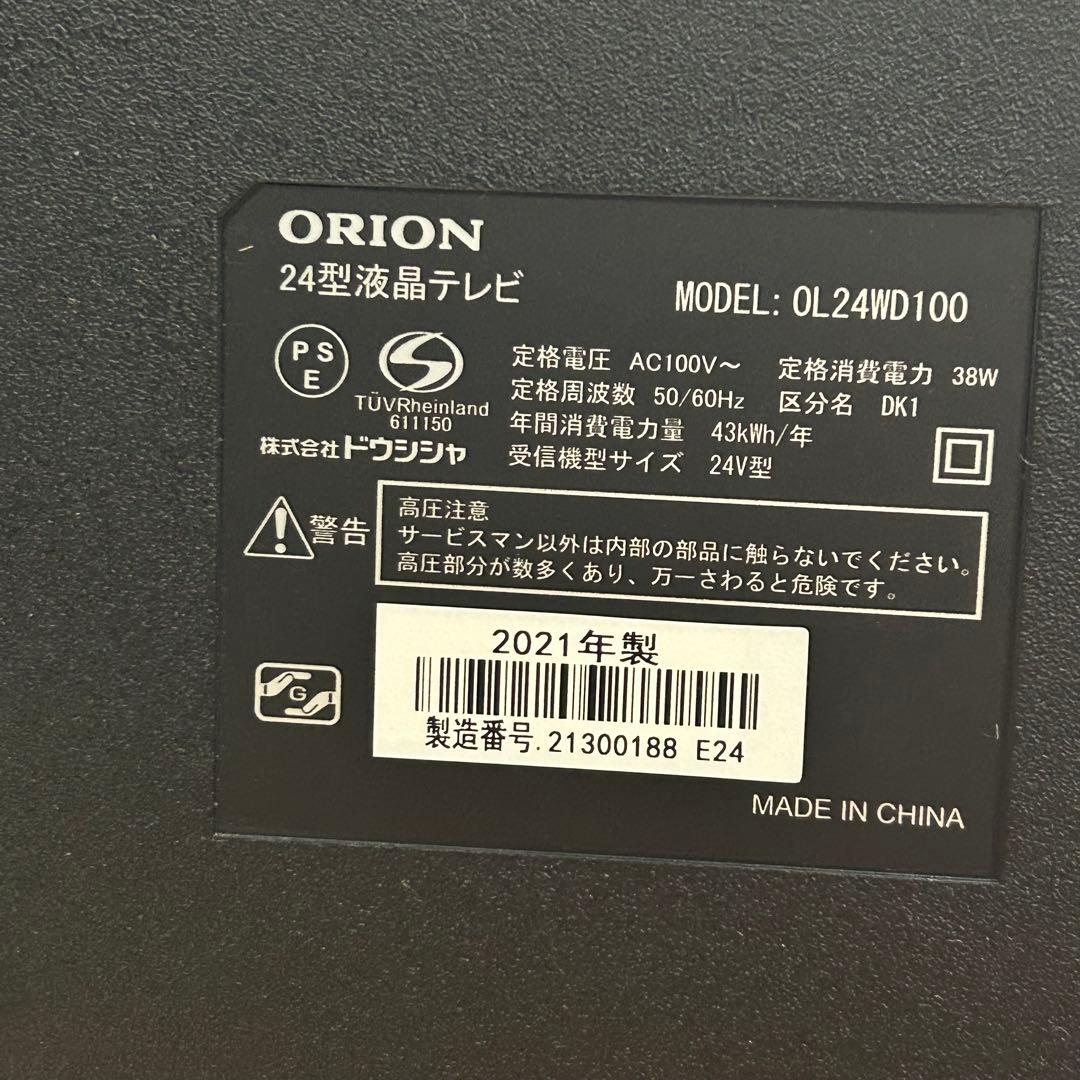 ORION
24型液晶テレビ
MODEL: OL24WD100
PSE
TÜVRheinland
611150
株式会社ドウシシャ
定格電圧 AC100V～ 定格消費電力 38W
定格周波数 50/60Hz 区分名 DK1
年間消費電力量 43kWh/年
受信機型サイズ 24V型
警告
高圧注意
サービスマン以外は内部の部品に触らないでください。
高圧部分が数多くあり、万一さわると危険です。
G
2021年製
製造番号.21300188 E24
MADE IN CHINA